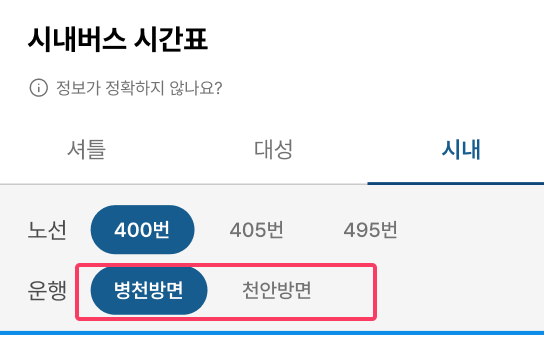 시내버스 시간표
정보가 정확하지 않나요?
셔틀 대성 시내
노선 400번 405번 495번
운행 병천방면 천안방면